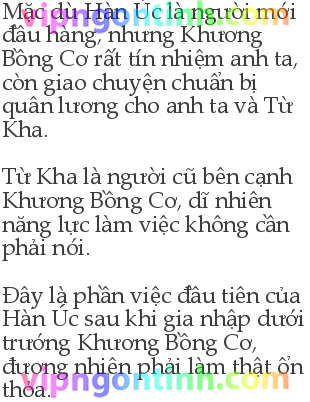 Mặc dù Hàn Úc là người mới
đầu hàng, nhưng Khương
Bồng Cơ rất tín nhiệm anh ta,
còn giao chuyện chuẩn bị
quân lương cho anh ta và Từ
Kha.
Từ Kha là người cũ bên cạnh
Khương Bồng Cơ, dĩ nhiên
năng lực làm việc không cần
phải nói.
Đây là phần việc đầu tiên của
Hàn Úc sau khi gia nhập dưới
trướng Khương Bồng Cơ,
đương nhiên phải làm thật ổn
thỏa.
vipngontinh.com
vipngontinh.com